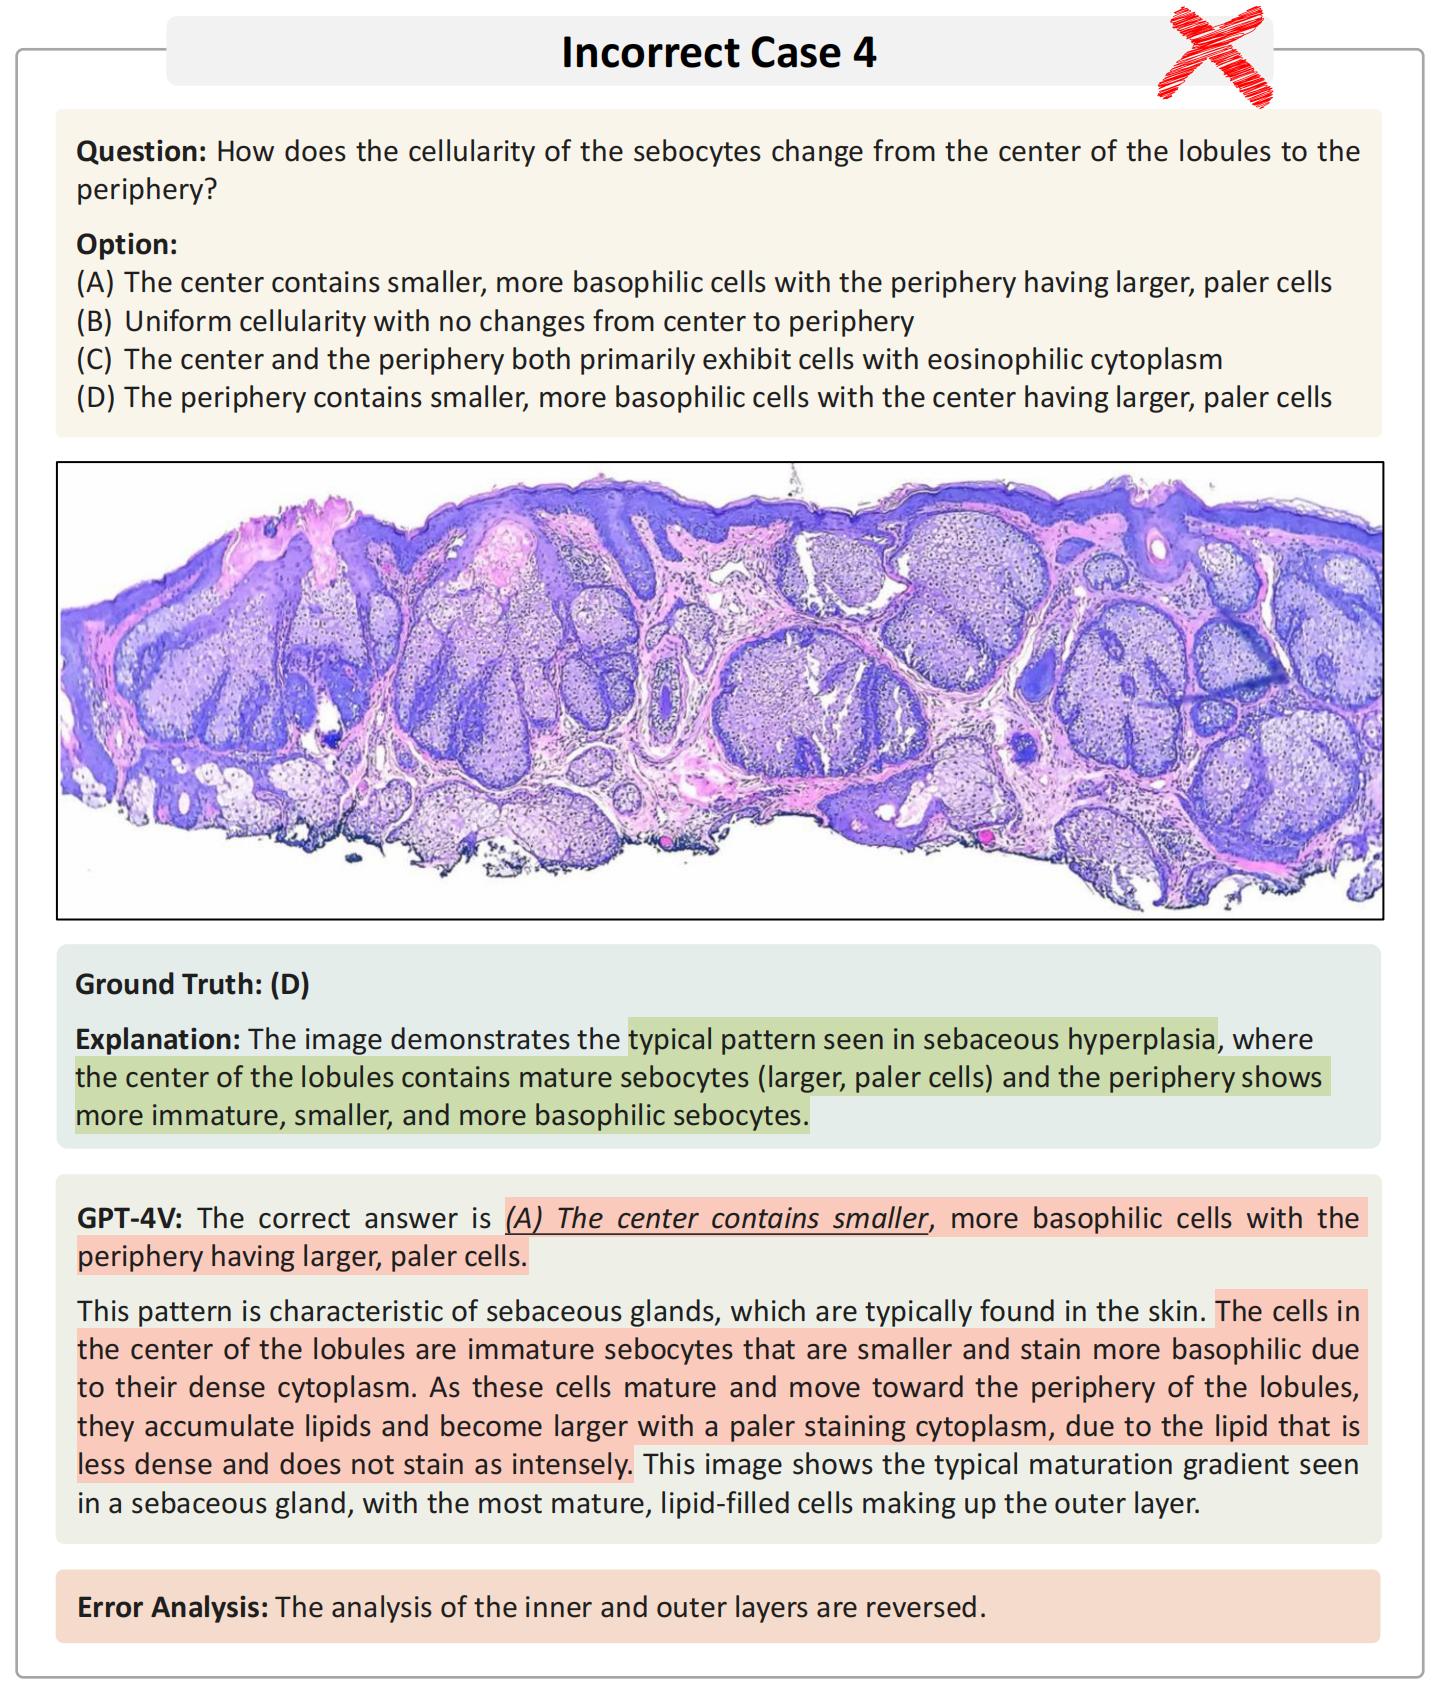 Incorrect Case 4
Question: How does the cellularity of the sebocytes change from the center of the lobules to the
periphery?
Option:
(A) The center contains smaller, more basophilic cells with the periphery having larger, paler cells
(B) Uniform cellularity with no changes from center to periphery
(C) The center and the periphery both primarily exhibit cells with eosinophilic cytoplasm
(D) The periphery contains smaller, more basophilic cells with the center having larger, paler cells
Ground Truth: (D)
Explanation: The image demonstrates the typical pattern seen in sebaceous hyperplasia, where
the center of the lobules contains mature sebocytes (larger, paler cells) and the periphery shows
more immature, smaller, and more basophilic sebocytes.
GPT-4V: The correct answer is (A) The center contains smaller, more basophilic cells with the
periphery having larger, paler cells.
This pattern is characteristic of sebaceous glands, which are typically found in the skin. The cells in
the center of the lobules are immature sebocytes that are smaller and stain more basophilic due
to their dense cytoplasm. As these cells mature and move toward the periphery of the lobules,
they accumulate lipids and become larger with a paler staining cytoplasm, due to the lipid that is
less dense and does not stain as intensely. This image shows the typical maturation gradient seen
in a sebaceous gland, with the most mature, lipid-filled cells making up the outer layer.
Error Analysis: The analysis of the inner and outer layers are reversed.